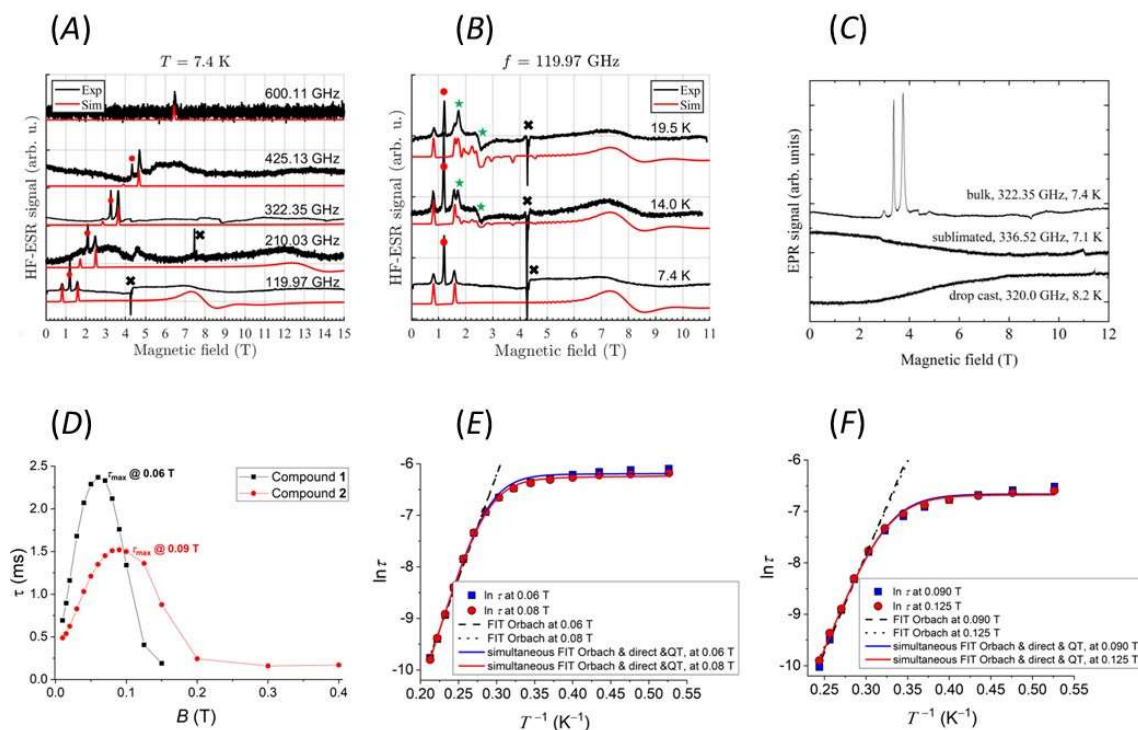 (A)
T = 7.4 K
HF-ESR signal (arb. u.)
Exp
Sim
600.11 GHz
425.13 GHz
322.35 GHz
210.03 GHz
119.97 GHz
0 1 2 3 4 5 6 7 8 9 10 11 12 13 14 15
Magnetic field (T)
(B)
f = 119.97 GHz
HF-ESR signal (arb. u.)
Exp
Sim
19.5 K
14.0 K
7.4 K
0 1 2 3 4 5 6 7 8 9 10 11
Magnetic field (T)
(C)
EPR signal (arb. units)
bulk, 322.35 GHz, 7.4 K
sublimated, 336.52 GHz, 7.1 K
drop cast, 320.0 GHz, 8.2 K
0 4 8 12
Magnetic field (T)
(D)
τ (ms)
2.5
2.0
1.5
1.0
0.5
0.0
τmax @ 0.06 T
τmax @ 0.09 T
Compound 1
Compound 2
0.0 0.1 0.2 0.3 0.4
B (T)
(E)
ln τ
-6
-7
-8
-9
-10
ln τ at 0.06 T
ln τ at 0.08 T
FIT Orbach at 0.06 T
FIT Orbach at 0.08 T
simultaneous FIT Orbach & direct &QT, at 0.06 T
simultaneous FIT Orbach & direct &QT, at 0.08 T
0.20 0.25 0.30 0.35 0.40 0.45 0.50 0.55
T⁻¹ (K⁻¹)
(F)
ln τ
-6
-7
-8
-9
-10
ln τ at 0.090 T
ln τ at 0.125 T
FIT Orbach at 0.090 T
FIT Orbach at 0.125 T
simultaneous FIT Orbach & direct & QT, at 0.090 T
simultaneous FIT Orbach & direct & QT, at 0.125 T
0.25 0.30 0.35 0.40 0.45 0.50 0.55
T⁻¹ (K⁻¹)